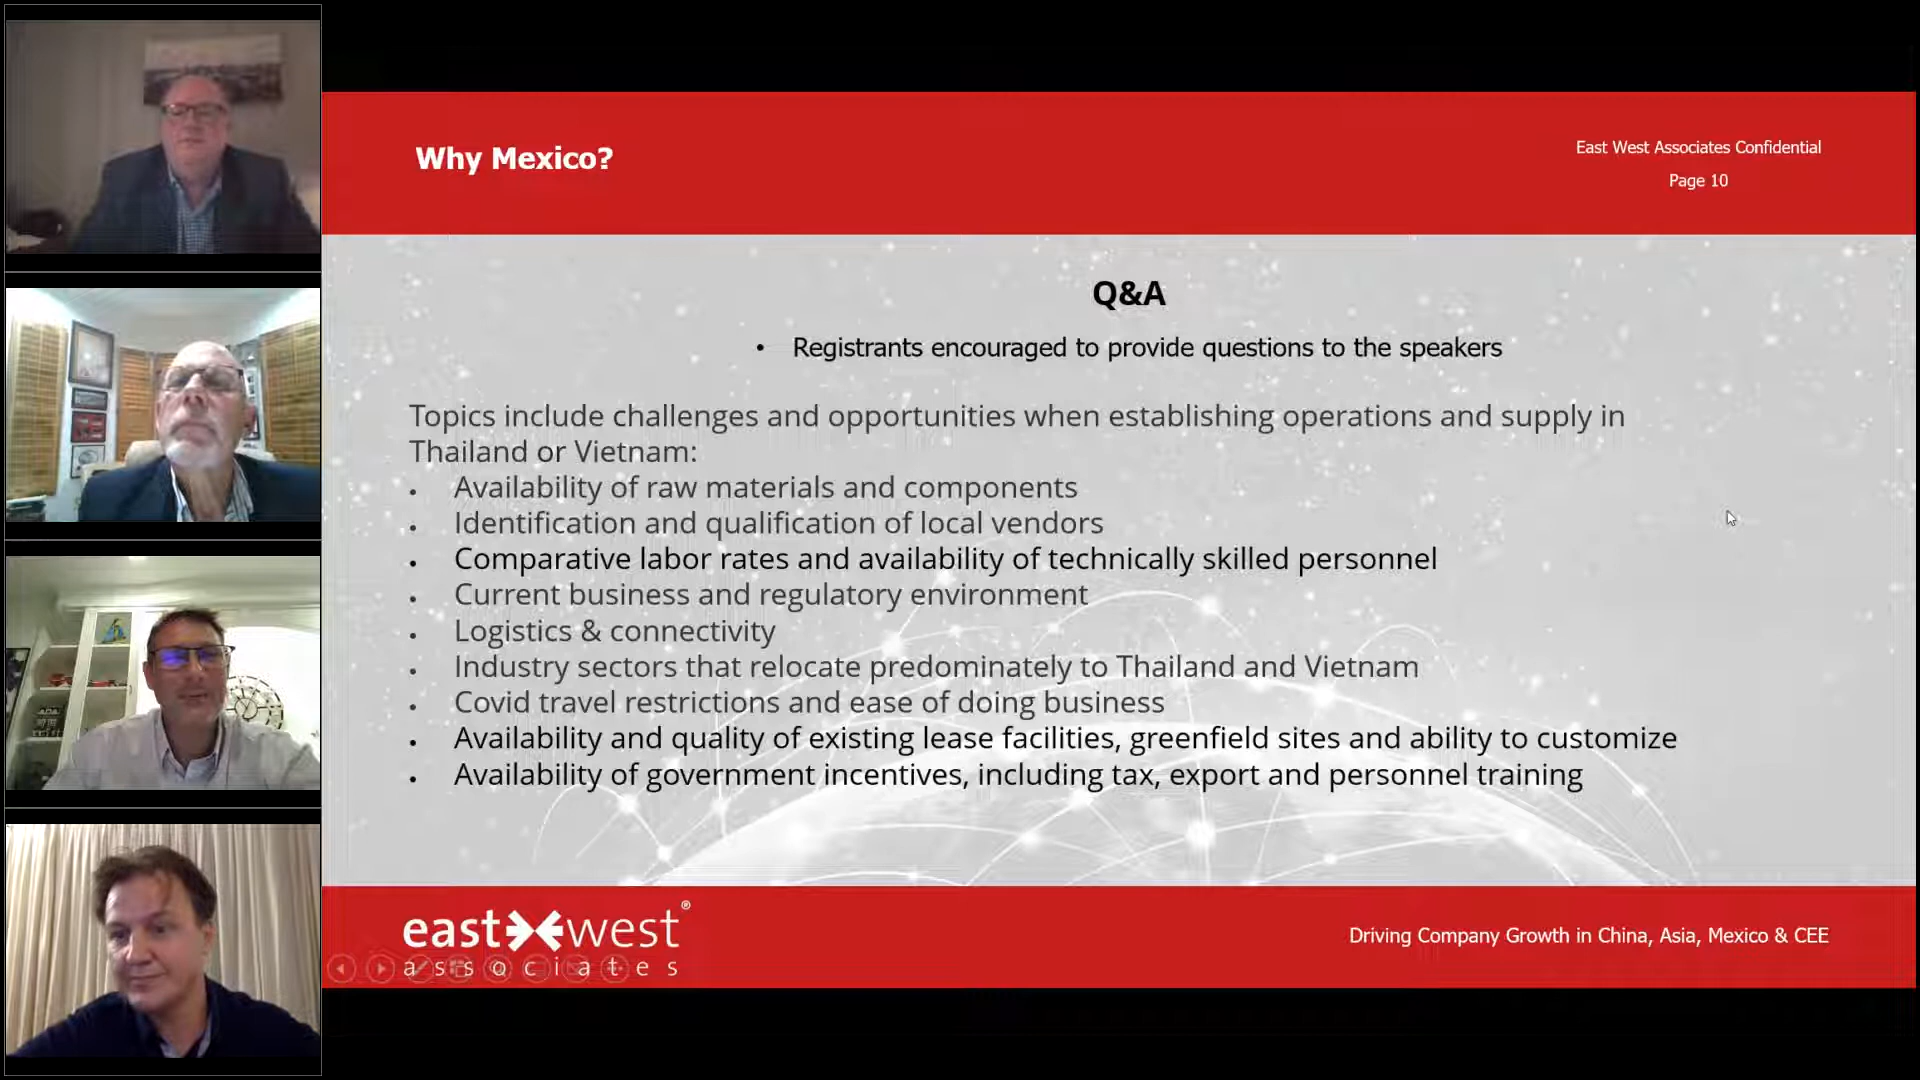 Why Mexico?
East West Associates Confidential
Page 10
Q&A
• Registrants encouraged to provide questions to the speakers
Topics include challenges and opportunities when establishing operations and supply in
Thailand or Vietnam:
• Availability of raw materials and components
• Identification and qualification of local vendors
• Comparative labor rates and availability of technically skilled personnel
• Current business and regulatory environment
• Logistics & connectivity
• Industry sectors that relocate predominately to Thailand and Vietnam
• Covid travel restrictions and ease of doing business
• Availability and quality of existing lease facilities, greenfield sites and ability to customize
• Availability of government incentives, including tax, export and personnel training
east west®
associates
Driving Company Growth in China, Asia, Mexico & CEE